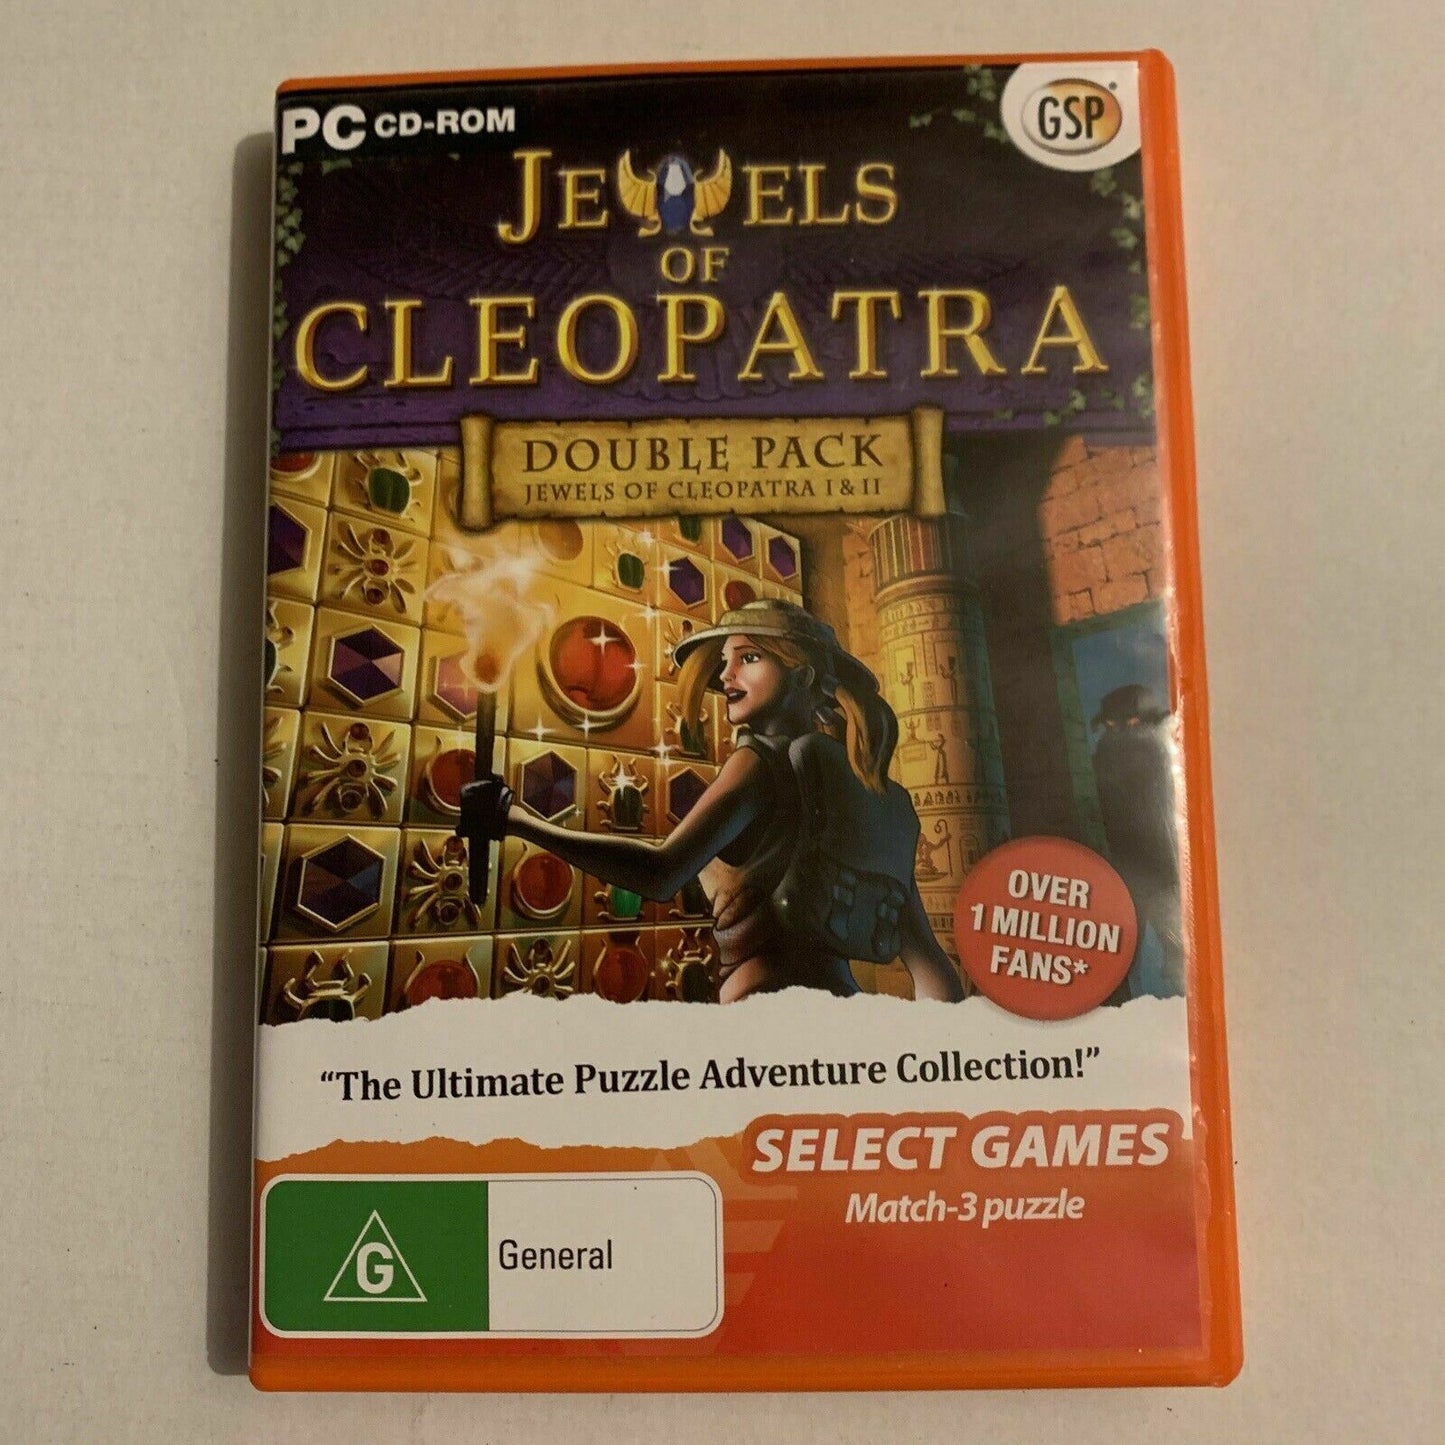 PC CD-ROM
GSP
JEWELS
OF
CLEOPATRA
DOUBLE PACK
JEWELS OF CLEOPATRA I & II
OVER
1 MILLION
FANS*
“The Ultimate Puzzle Adventure Collection!”
SELECT GAMES
Match-3 puzzle
G
General